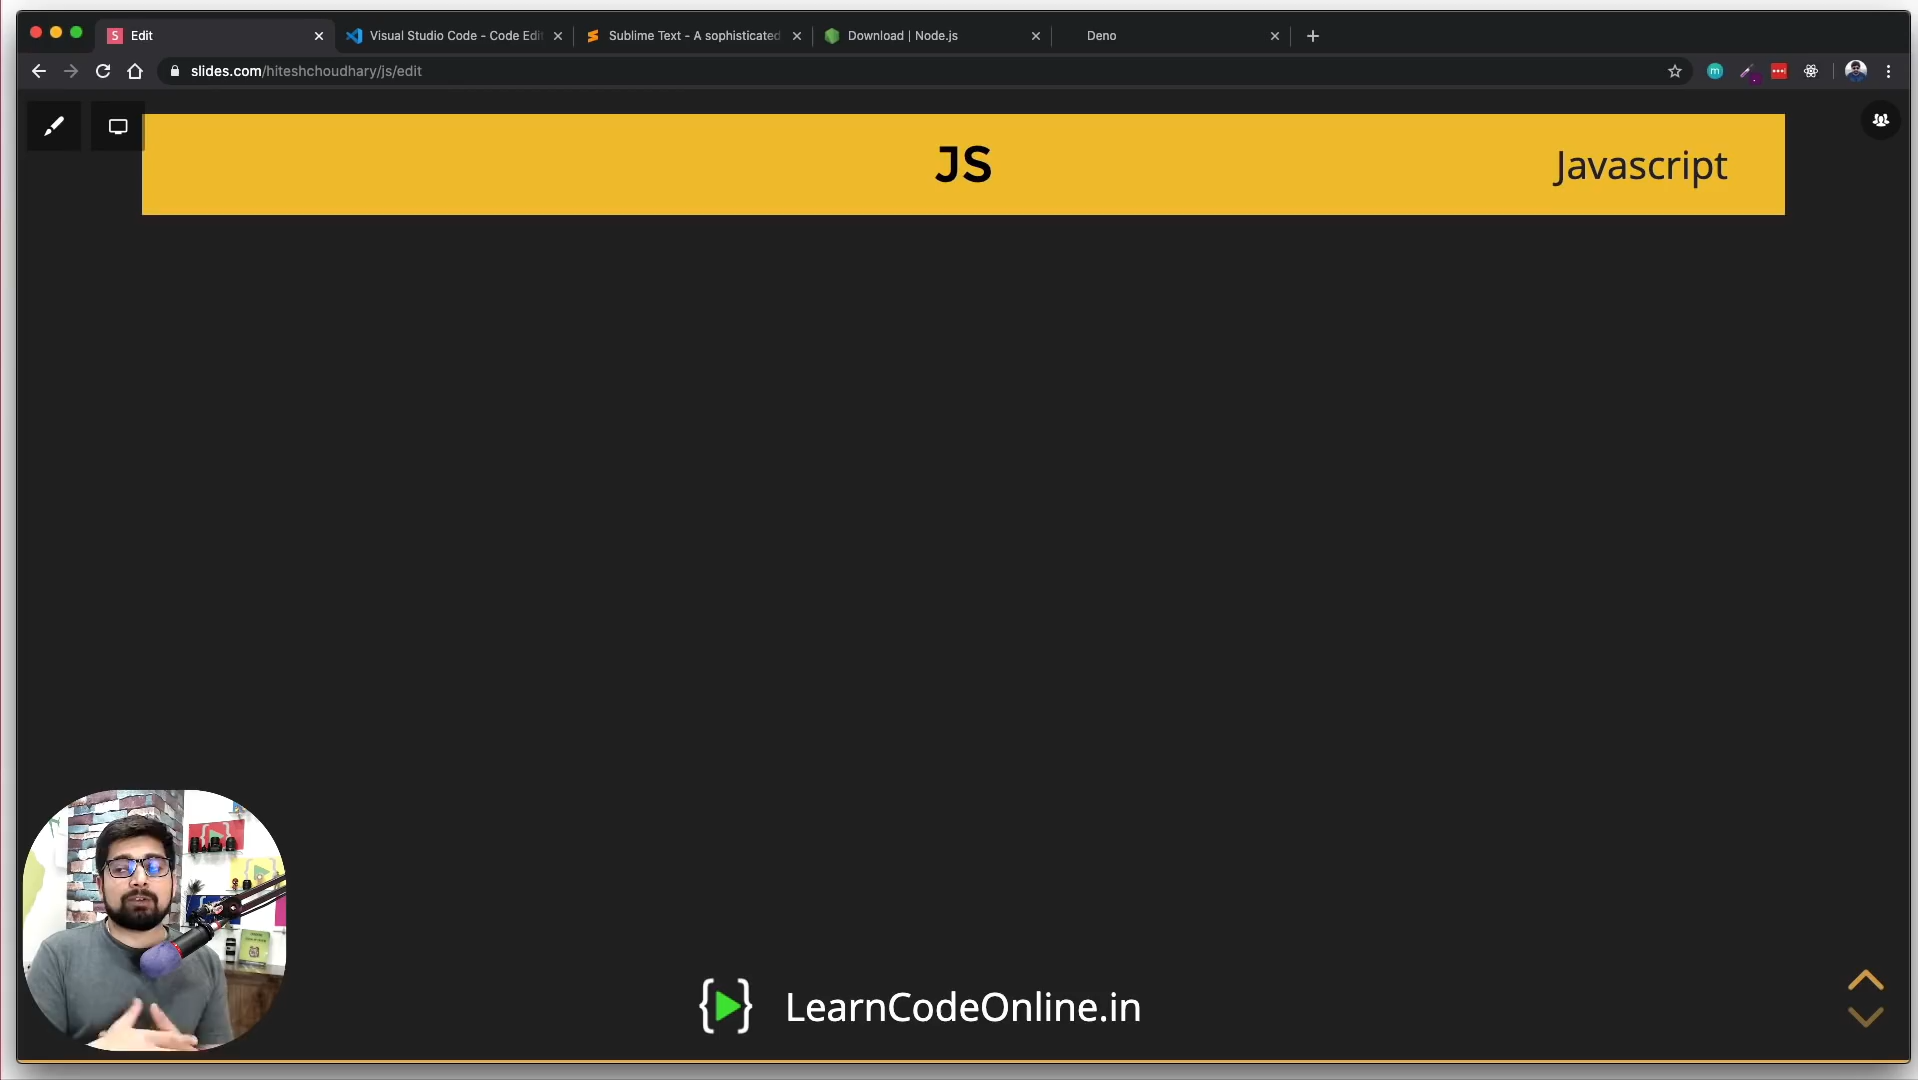 Edit
Visual Studio Code - Code Edit
Sublime Text - A sophisticated
Download | Node.js
Deno
slides.com/hiteshchoudhary/js/edit
JS
Javascript
LearnCodeOnline.in